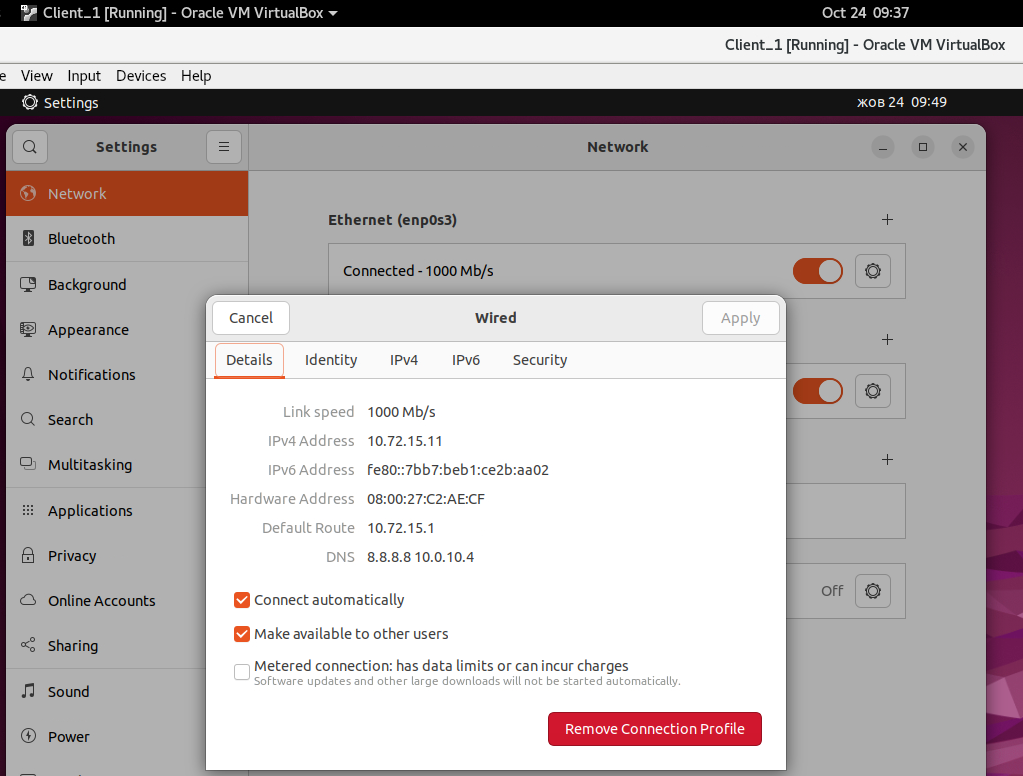 Client_1 [Running] - Oracle VM VirtualBox Oct 24 09:37
Client_1 [Running] - Oracle VM VirtualBox
e View Input Devices Help
Settings жов 24 09:49
Settings Network
Network
Bluetooth
Background
Appearance
Notifications
Search
Multitasking
Applications
Privacy
Online Accounts
Sharing
Sound
Power
Ethernet (enp0s3)
Connected - 1000 Mb/s
Off
Cancel Wired Apply
Details Identity IPv4 IPv6 Security
Link speed 1000 Mb/s
IPv4 Address 10.72.15.11
IPv6 Address fe80::7bb7:beb1:ce2b:aa02
Hardware Address 08:00:27:C2:AE:CF
Default Route 10.72.15.1
DNS 8.8.8.8 10.0.10.4
Connect automatically
Make available to other users
Metered connection: has data limits or can incur charges
Software updates and other large downloads will not be started automatically.
Remove Connection Profile